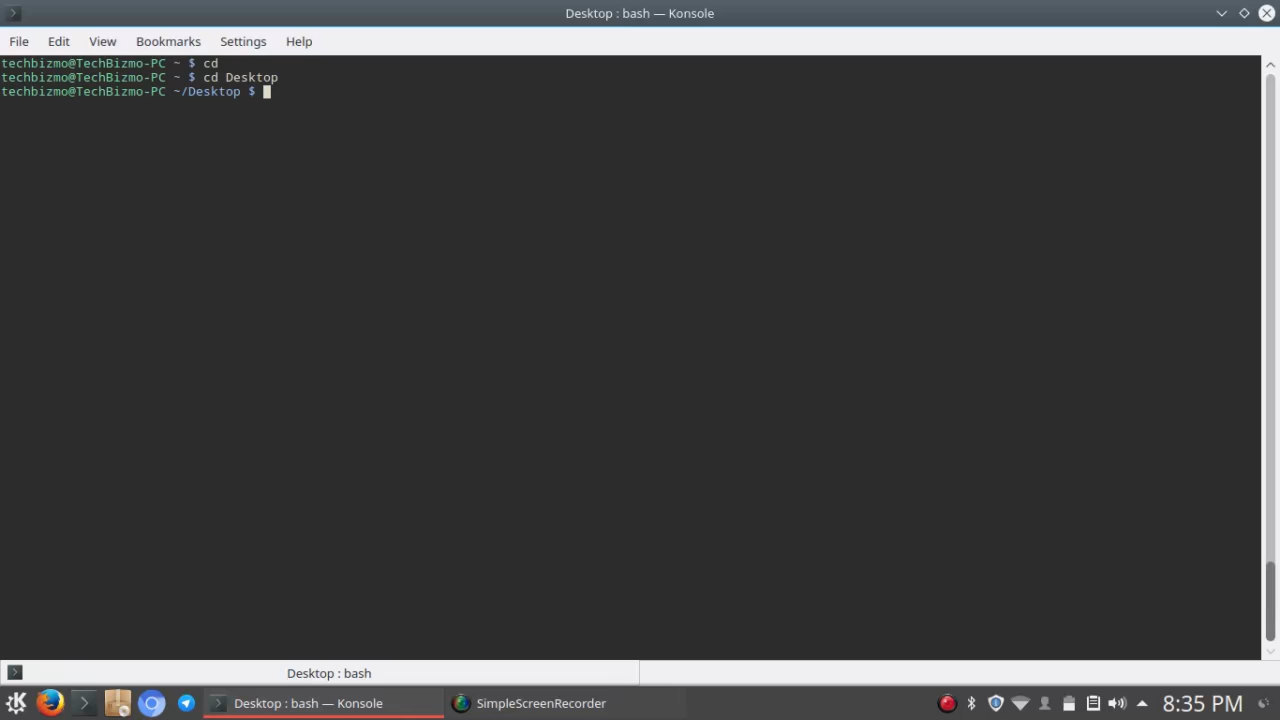 Desktop : bash — Konsole
File Edit View Bookmarks Settings Help
techbizmo@TechBizmo-PC ~ $ cd
techbizmo@TechBizmo-PC ~ $ cd Desktop
techbizmo@TechBizmo-PC ~/Desktop $
Desktop : bash
Desktop : bash — Konsole SimpleScreenRecorder 8:35 PM